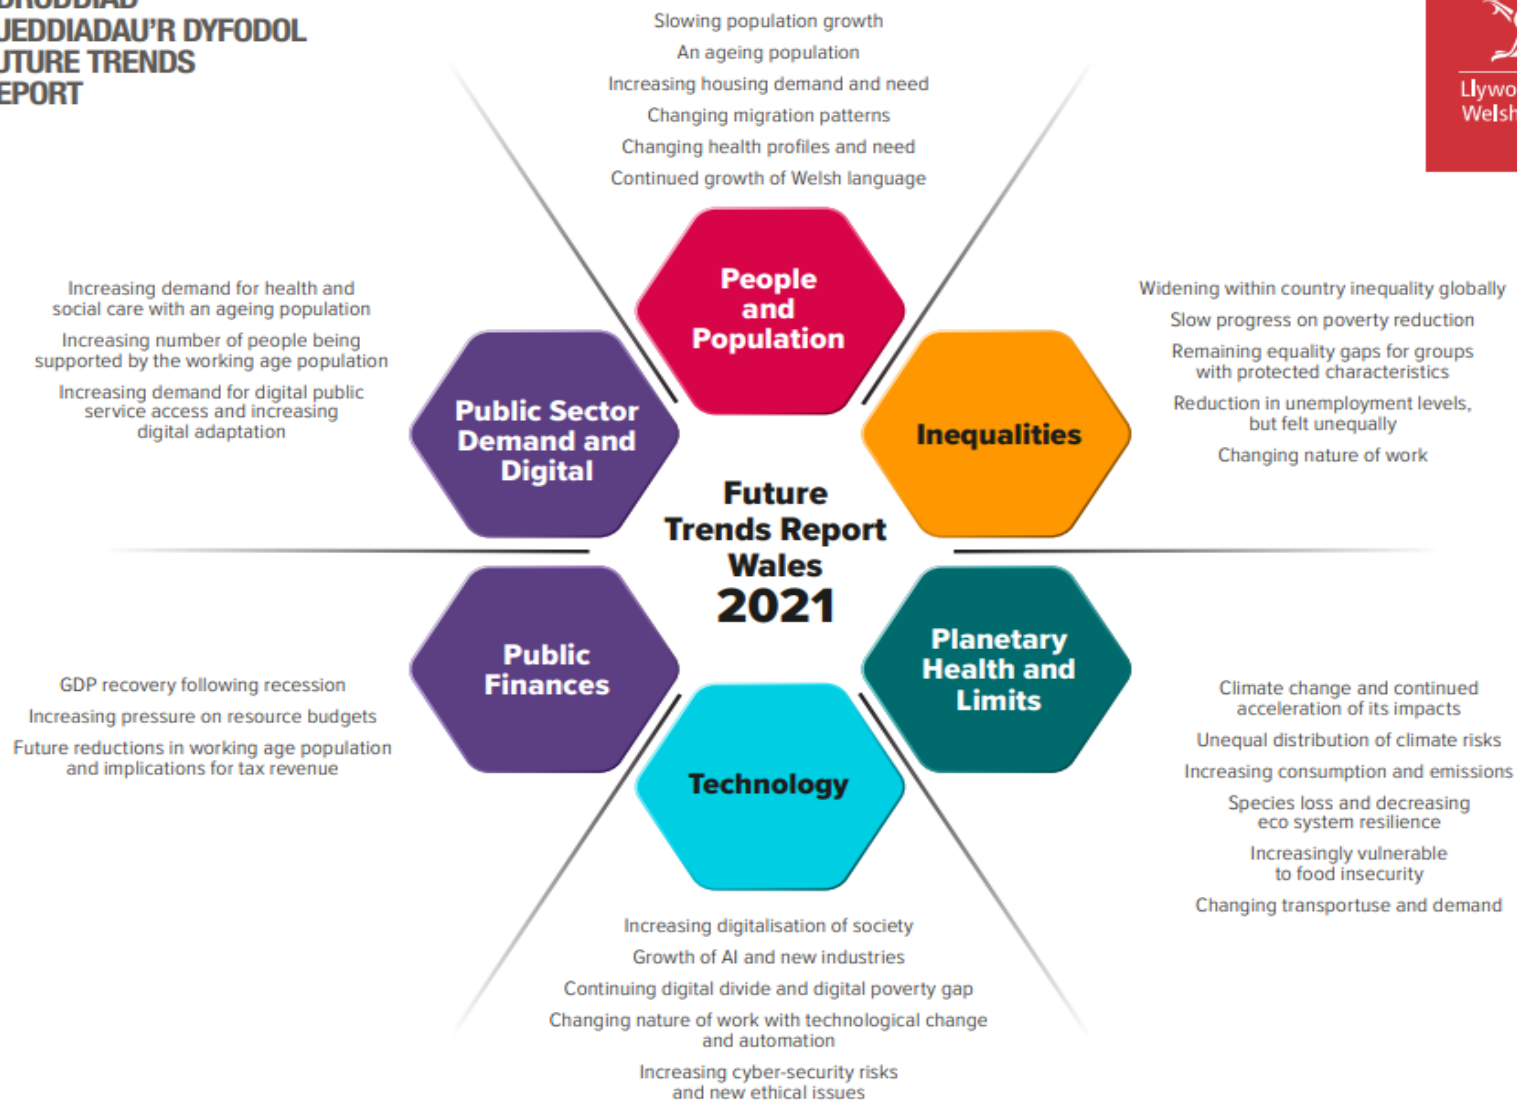 UEDDIADAU'R DYFODOL
UTURE TRENDS
EPORT
Slowing population growth
An ageing population
Increasing housing demand and need
Changing migration patterns
Changing health profiles and need
Continued growth of Welsh language
Llywo
Welsh
People
and
Population
Increasing demand for health and
social care with an ageing population
Increasing number of people being
supported by the working age population
Increasing demand for digital public
service access and increasing
digital adaptation
Public Sector
Demand and
Digital
Widening within country inequality globally
Slow progress on poverty reduction
Remaining equality gaps for groups
with protected characteristics
Reduction in unemployment levels,
but felt unequally
Changing nature of work
Inequalities
Future
Trends Report
Wales
2021
Public
Finances
GDP recovery following recession
Increasing pressure on resource budgets
Future reductions in working age population
and implications for tax revenue
Planetary
Health and
Limits
Climate change and continued
acceleration of its impacts
Unequal distribution of climate risks
Increasing consumption and emissions
Species loss and decreasing
eco system resilience
Increasingly vulnerable
to food insecurity
Changing transportuse and demand
Technology
Increasing digitalisation of society
Growth of AI and new industries
Continuing digital divide and digital poverty gap
Changing nature of work with technological change
and automation
Increasing cyber-security risks
and new ethical issues